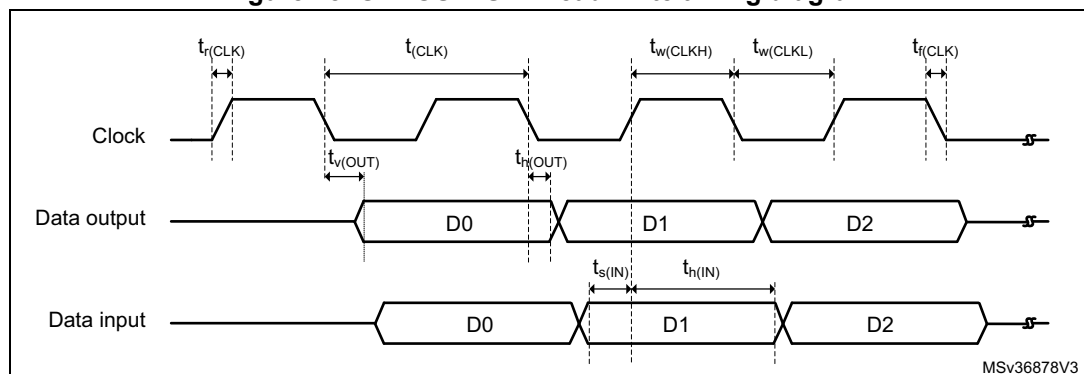 t_r(CLK) t_(CLK) t_w(CLKH) t_w(CLKL) t_f(CLK)
Clock
t_v(OUT) t_h(OUT)
Data output D0 D1 D2
t_s(IN) t_h(IN)
Data input D0 D1 D2
MSv36878V3